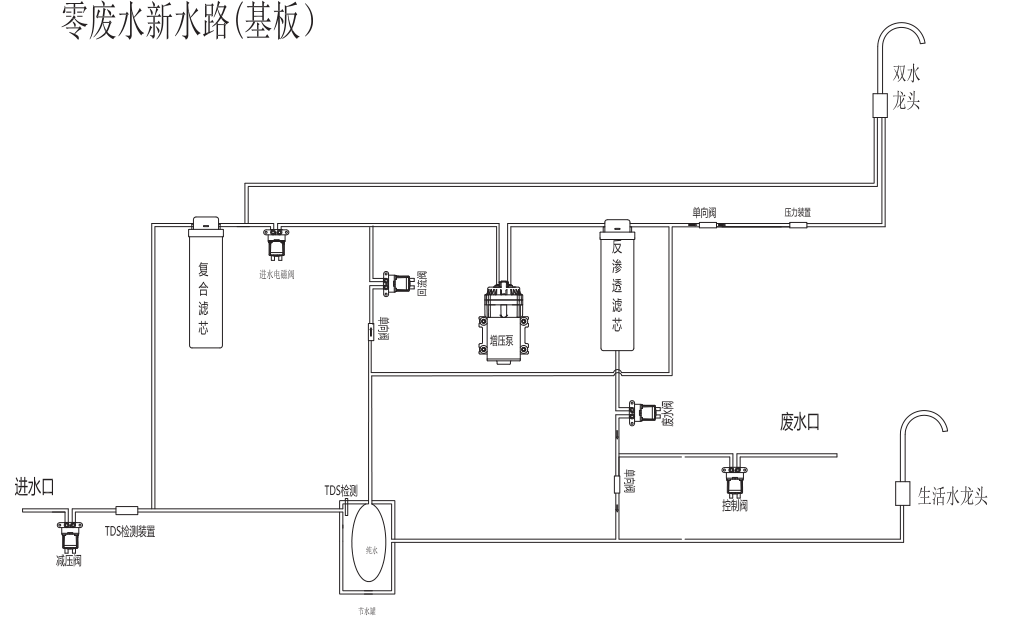 零废水新水路(基板)
双水
龙头
单向阀
压力装置
复合滤芯
进水电磁阀
回流阀
单向阀
增压泵
反渗透滤芯
废水阀
废水口
单向阀
控制阀
生活水龙头
进水口
TDS检测
TDS检测装置
减压阀
纯水
节水罐